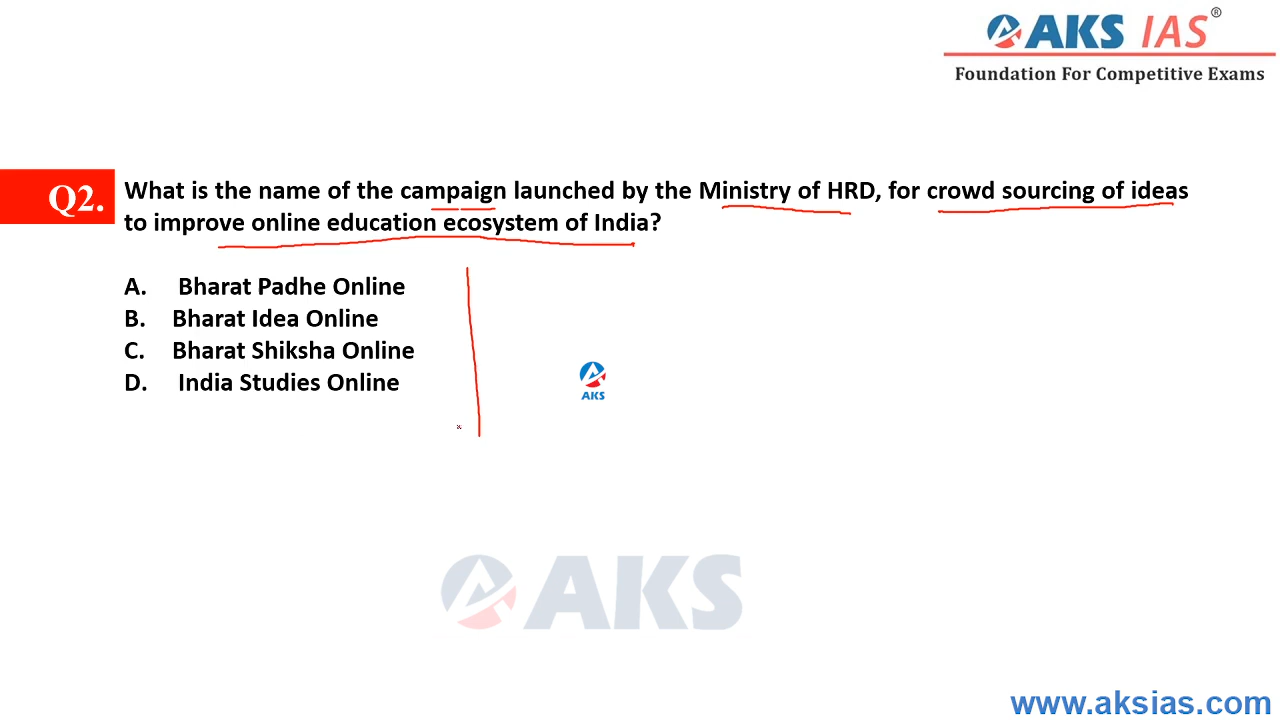 AKS IAS®
Foundation For Competitive Exams
Q2.
What is the name of the campaign launched by the Ministry of HRD, for crowd sourcing of ideas
to improve online education ecosystem of India?
A. Bharat Padhe Online
B. Bharat Idea Online
C. Bharat Shiksha Online
D. India Studies Online
AKS
AKS
www.aksias.com